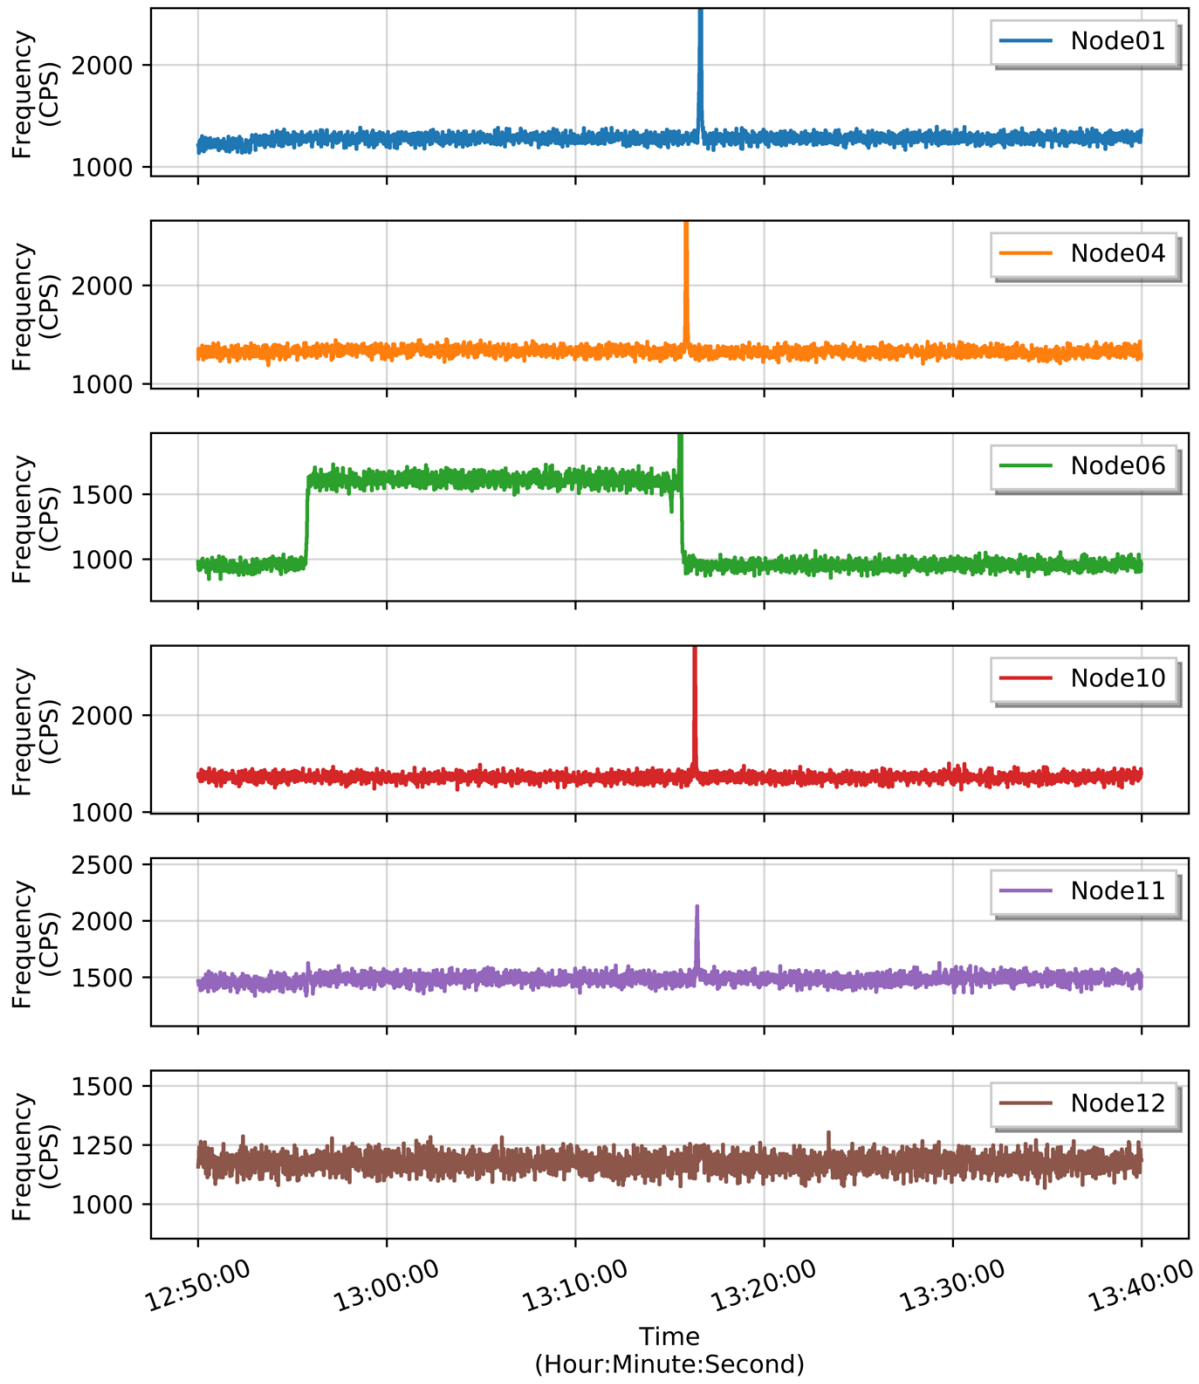 Frequency
(CPS)
2000
1000
Node01
Frequency
(CPS)
2000
1000
Node04
Frequency
(CPS)
1500
1000
Node06
Frequency
(CPS)
2000
1000
Node10
Frequency
(CPS)
2500
2000
1500
Node11
Frequency
(CPS)
1500
1250
1000
Node12
12:50:00
13:00:00
13:10:00
13:20:00
13:30:00
13:40:00
Time
(Hour:Minute:Second)